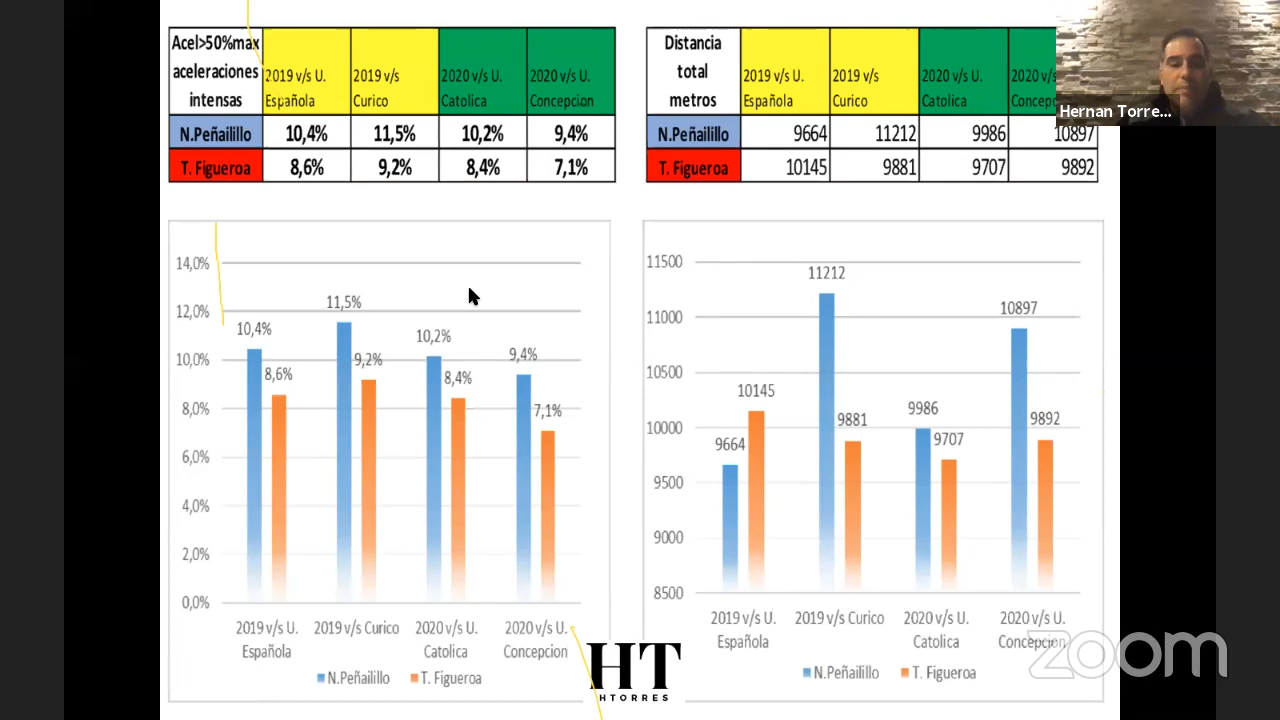 Acel>50%max
aceleraciones
intensas
2019 v/s U.
Española
2019 v/s
Curico
2020 v/s U.
Catolica
2020 v/s U.
Concepcion
N.Peñailillo 10,4% 11,5% 10,2% 9,4%
T. Figueroa 8,6% 9,2% 8,4% 7,1%
Distancia
total
metros
2019 v/s U.
Española
2019 v/s
Curico
2020 v/s U.
Catolica
2020 v/s
Concep
N.Peñailillo 9664 11212 9986 10897
T. Figueroa 10145 9881 9707 9892
Hernan Torre...
14,0%
12,0%
10,0%
8,0%
6,0%
4,0%
2,0%
0,0%
10,4%
8,6%
11,5%
9,2%
10,2%
8,4%
9,4%
7,1%
2019 v/s U.
Española
2019 v/s Curico
2020 v/s U.
Catolica
2020 v/s U.
Concepcion
N.Peñailillo T. Figueroa
11500
11000
10500
10000
9500
9000
8500
9664
10145
11212
9881
9986
9707
10897
9892
2019 v/s U.
Española
2019 v/s Curico
2020 v/s U.
Catolica
2020 v/s U.
Concepcion
N.Peñailillo T. Figueroa
HT
HTORRES
zoom